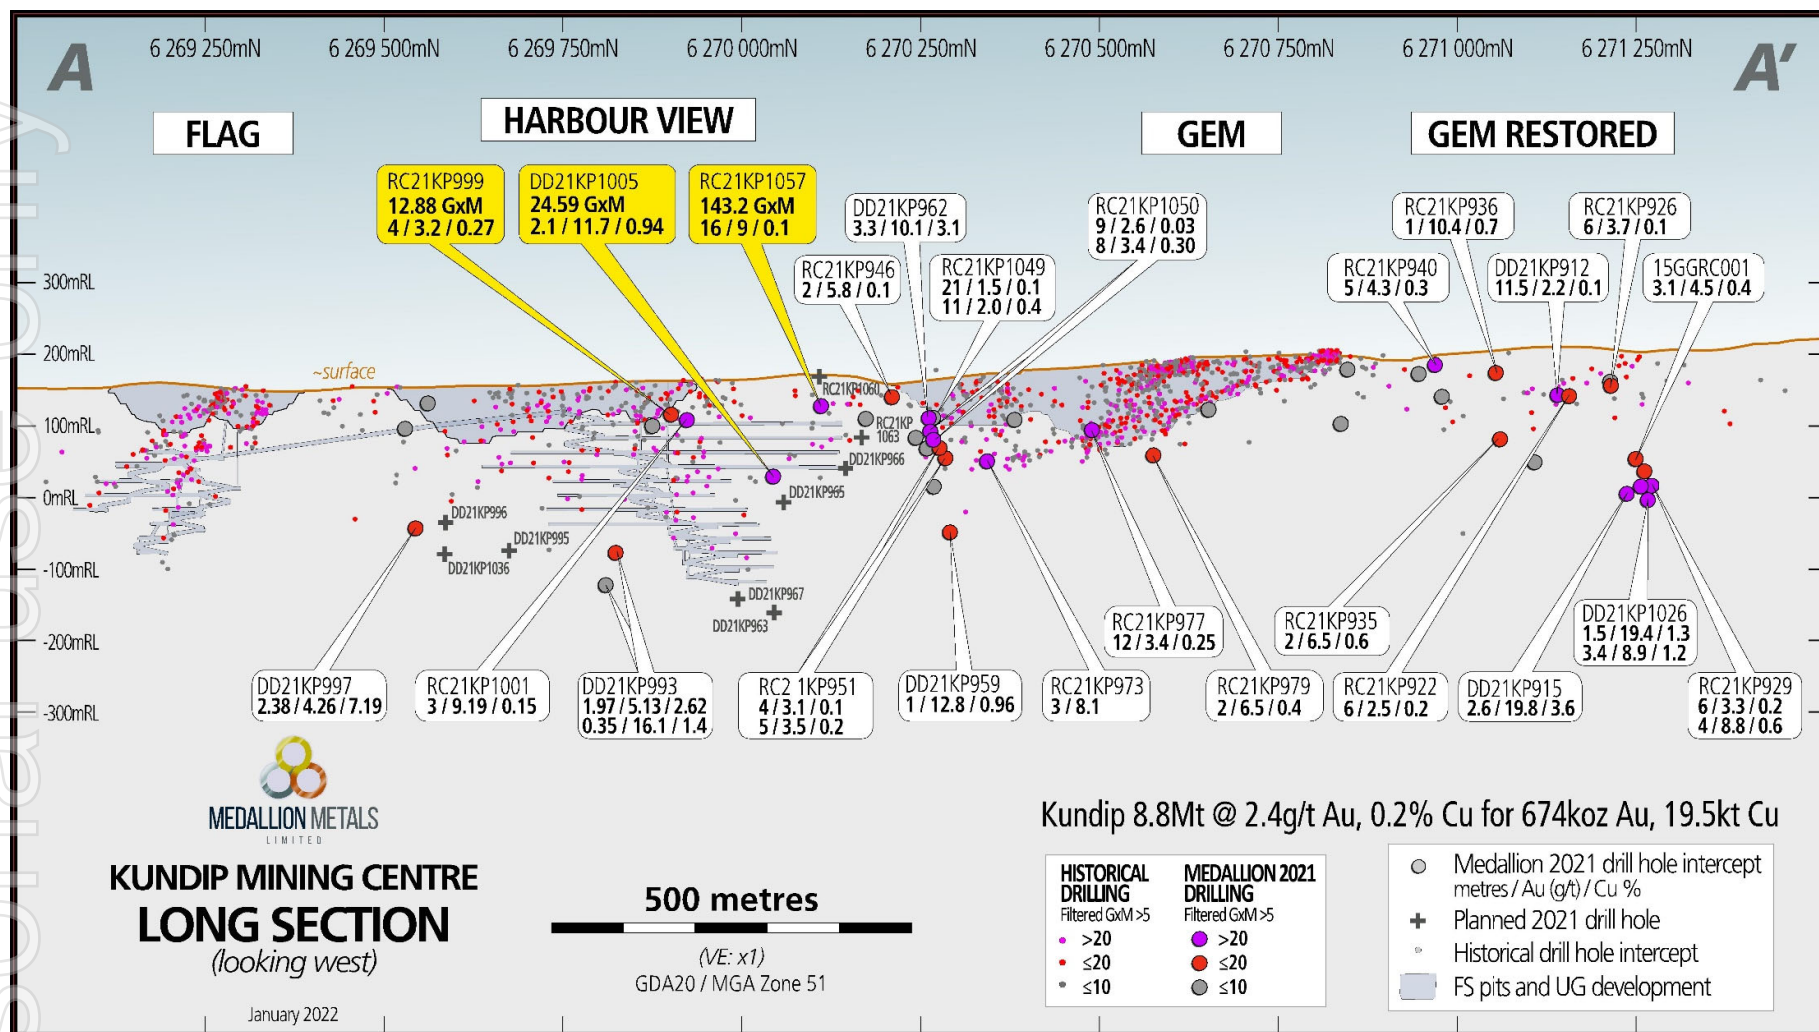 6 269 250mN
6 269 500mN
6 269 750mN
6 270 000mN
6 270 250mN
6 270 500mN
6 270 750mN
6 271 000mN
6 271 250mN
A
A'
FLAG
HARBOUR VIEW
GEM
GEM RESTORED
RC21KP999
12.88 GxM
4 / 3.2 / 0.27
DD21KP1005
24.59 GxM
2.1 / 11.7 / 0.94
RC21KP1057
143.2 GxM
16 / 9 / 0.1
DD21KP962
3.3 / 10.1 / 3.1
RC21KP1050
9 / 2.6 / 0.03
8 / 3.4 / 0.30
RC21KP946
2 / 5.8 / 0.1
RC21KP1049
21 / 1.5 / 0.1
11 / 2.0 / 0.4
RC21KP936
1 / 10.4 / 0.7
RC21KP926
6 / 3.7 / 0.1
RC21KP940
5 / 4.3 / 0.3
DD21KP912
11.5 / 2.2 / 0.1
15GGRC001
3.1 / 4.5 / 0.4
300mRL
200mRL
100mRL
0mRL
-100mRL
-200mRL
-300mRL
~surface
RC21KP1060
RC21KP
1063
DD21KP966
DD21KP965
DD21KP996
DD21KP995
DD21KP1036
DD21KP967
DD21KP963
DD21KP997
2.38 / 4.26 / 7.19
RC21KP1001
3 / 9.19 / 0.15
DD21KP993
1.97 / 5.13 / 2.62
0.35 / 16.1 / 1.4
RC2 1KP951
4 / 3.1 / 0.1
5 / 3.5 / 0.2
DD21KP959
1 / 12.8 / 0.96
RC21KP973
3 / 8.1
RC21KP977
12 / 3.4 / 0.25
RC21KP979
2 / 6.5 / 0.4
RC21KP935
2 / 6.5 / 0.6
RC21KP922
6 / 2.5 / 0.2
DD21KP915
2.6 / 19.8 / 3.6
DD21KP1026
1.5 / 19.4 / 1.3
3.4 / 8.9 / 1.2
RC21KP929
6 / 3.3 / 0.2
4 / 8.8 / 0.6
MEDALLION METALS
LIMITED
KUNDIP MINING CENTRE
LONG SECTION
(looking west)
January 2022
500 metres
(VE: x1)
GDA20 / MGA Zone 51
Kundip 8.8Mt @ 2.4g/t Au, 0.2% Cu for 674koz Au, 19.5kt Cu
HISTORICAL
DRILLING
Filtered GxM >5
>20
≤20
≤10
MEDALLION 2021
DRILLING
Filtered GxM >5
>20
≤20
≤10
Medallion 2021 drill hole intercept
metres / Au (g/t) / Cu %
Planned 2021 drill hole
Historical drill hole intercept
FS pits and UG development